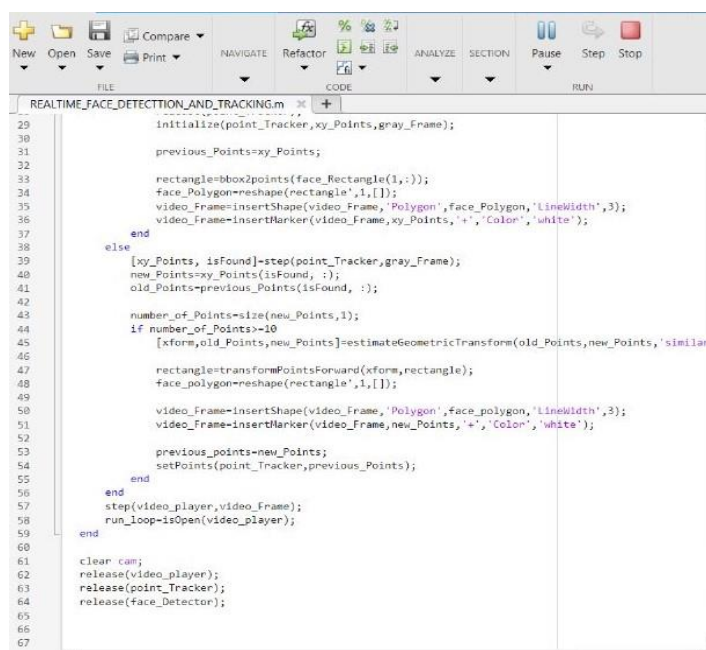 New Open Save Compare Print NAVIGATE Refactor ANALYZE SECTION Pause Step Stop
FILE CODE RUN
REALTIME_FACE_DETECTTION_AND_TRACKING.m
29 initialize(point_Tracker,xy_Points,gray_Frame);
30
31 previous_Points=xy_Points;
32
33 rectangle=bbox2points(face_Rectangle(1,:));
34 face_Polygon=reshape(rectangle',1,[]);
35 video_Frame=insertShape(video_Frame,'Polygon',face_Polygon,'LineWidth',3);
36 video_Frame=insertMarker(video_Frame,xy_Points,'+','Color','white');
37 end
38 else
39 [xy_Points, isFound]=step(point_Tracker,gray_Frame);
40 new_Points=xy_Points(isFound, :);
41 old_Points=previous_Points(isFound, :);
42
43 number_of_Points=size(new_Points,1);
44 if number_of_Points>=10
45 [xform,old_Points,new_Points]=estimateGeometricTransform(old_Points,new_Points,'similar
46
47 rectangle=transformPointsForward(xform,rectangle);
48 face_polygon=reshape(rectangle',1,[]);
49
50 video_Frame=insertShape(video_Frame,'Polygon',face_polygon,'LineWidth',3);
51 video_Frame=insertMarker(video_Frame,new_Points,'+','Color','white');
52
53 previous_points=new_Points;
54 setPoints(point_Tracker,previous_Points);
55 end
56 end
57 step(video_player,video_Frame);
58 run_loop=isOpen(video_player);
59 end
60
61 clear cam;
62 release(video_player);
63 release(point_Tracker);
64 release(face_Detector);
65
66
67